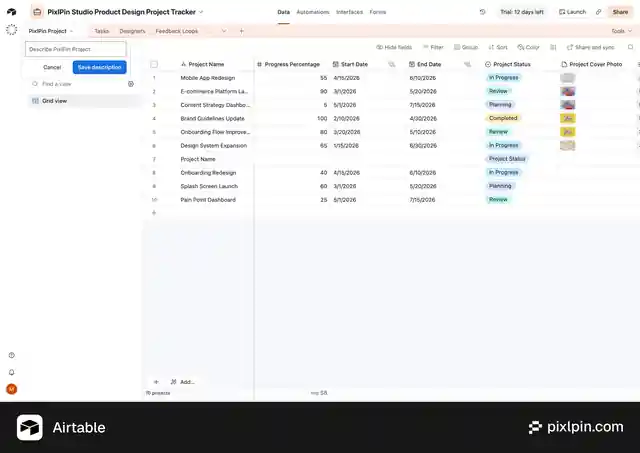 PixlPin Studio Product Design Project Tracker
Data Automations Interfaces Forms
Trial: 12 days left Launch Share
PixlPin Project Tasks Designers Feedback Loops Tools
Describe PixlPin Project
Cancel Save description
Find a view
Grid view
Hide fields Filter Group Sort Color Share and sync
Project Name Progress Percentage Start Date End Date Project Status Project Cover Photo
1 Mobile App Redesign 55 4/15/2026 6/10/2026 In Progress
2 E-commerce Platform La... 90 3/1/2026 5/20/2026 Review
3 Content Strategy Dashbo... 5 5/1/2026 7/15/2026 Planning
4 Brand Guidelines Update 100 2/10/2026 4/30/2026 Completed
5 Onboarding Flow Improve... 80 3/20/2026 5/10/2026 Review
6 Design System Expansion 65 1/15/2026 6/30/2026 In Progress
7 Project Name Project Status
8 Onboarding Redesign 40 4/15/2026 6/10/2026 In Progress
9 Splash Screen Launch 60 3/1/2026 5/20/2026 Planning
10 Pain Point Dashboard 25 5/1/2026 7/15/2026 Review
Add...
M
Airtable
pixlpin.com